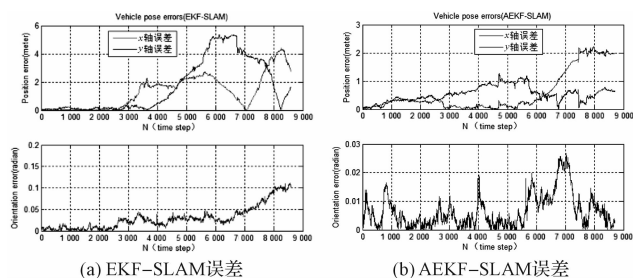 Vehicle pose errors(EKF-SLAM)
x轴误差
y轴误差
Position error(meter)
6
4
2
0
0 1 000 2 000 3 000 4 000 5 000 6 000 7 000 8 000 9 000
N （time step）
Orientation error(radian)
0.2
0.15
0.1
0.05
0
0 1 000 2 000 3 000 4 000 5 000 6 000 7 000 8 000 9 000
N （time step）
(a) EKF-SLAM误差
Vehicle pose errors(AEKF-SLAM)
x轴误差
y轴误差
Position error(meter)
3
2
1
0
0 1 000 2 000 3 000 4 000 5 000 6 000 7 000 8 000 9 000
N （time step）
Orientation error(radian)
0.03
0.02
0.01
0
0 1 000 2 000 3 000 4 000 5 000 6 000 7 000 8 000 9 000
N （time step）
(b) AEKF-SLAM误差